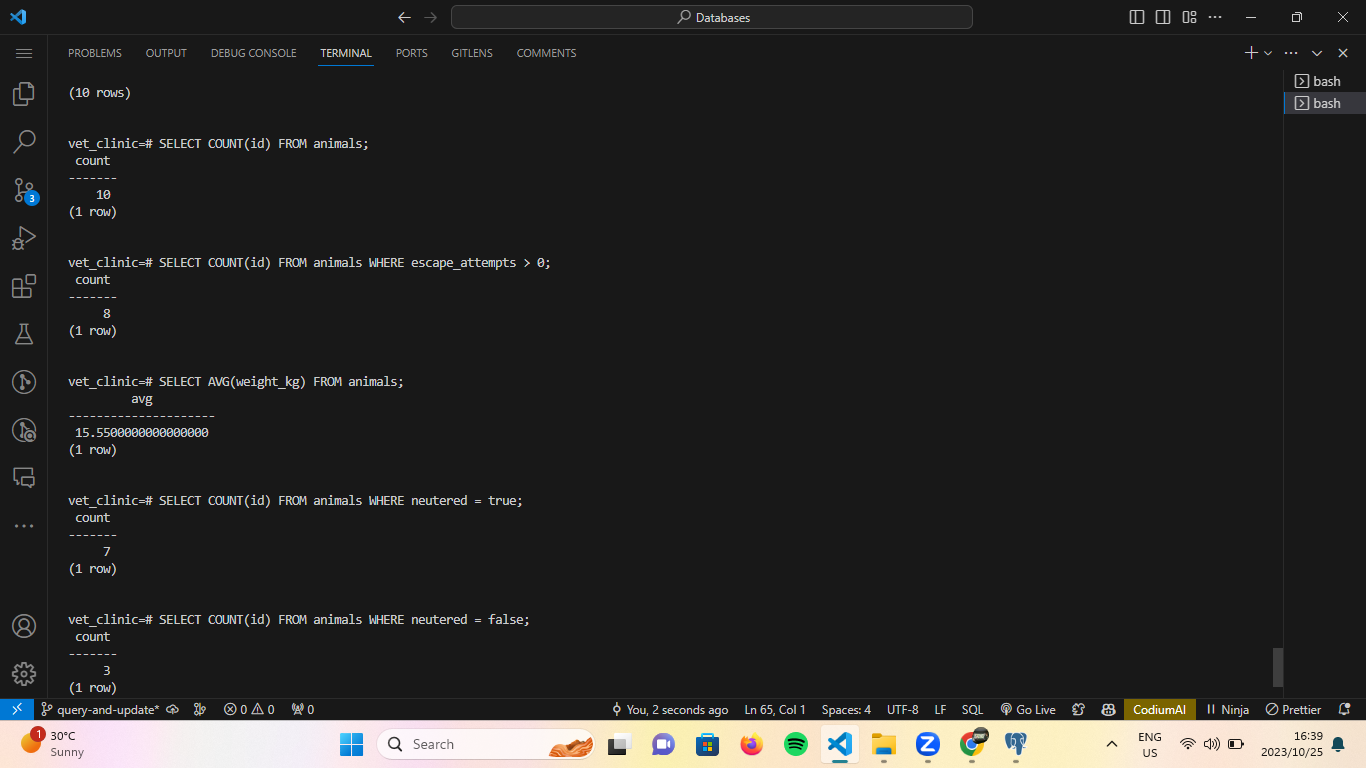 Databases
PROBLEMS OUTPUT DEBUG CONSOLE TERMINAL PORTS GITLENS COMMENTS
bash
bash
(10 rows)
vet_clinic=# SELECT COUNT(id) FROM animals;
count
-------
10
(1 row)
vet_clinic=# SELECT COUNT(id) FROM animals WHERE escape_attempts > 0;
count
-------
8
(1 row)
vet_clinic=# SELECT AVG(weight_kg) FROM animals;
avg
---------------------
15.5500000000000000
(1 row)
vet_clinic=# SELECT COUNT(id) FROM animals WHERE neutered = true;
count
-------
7
(1 row)
vet_clinic=# SELECT COUNT(id) FROM animals WHERE neutered = false;
count
-------
3
(1 row)
3
query-and-update* 0 0 0 You, 2 seconds ago Ln 65, Col 1 Spaces: 4 UTF-8 LF SQL Go Live CodiumAI Ninja Prettier
1
30°C
Sunny
Search
ENG
US
16:39
2023/10/25